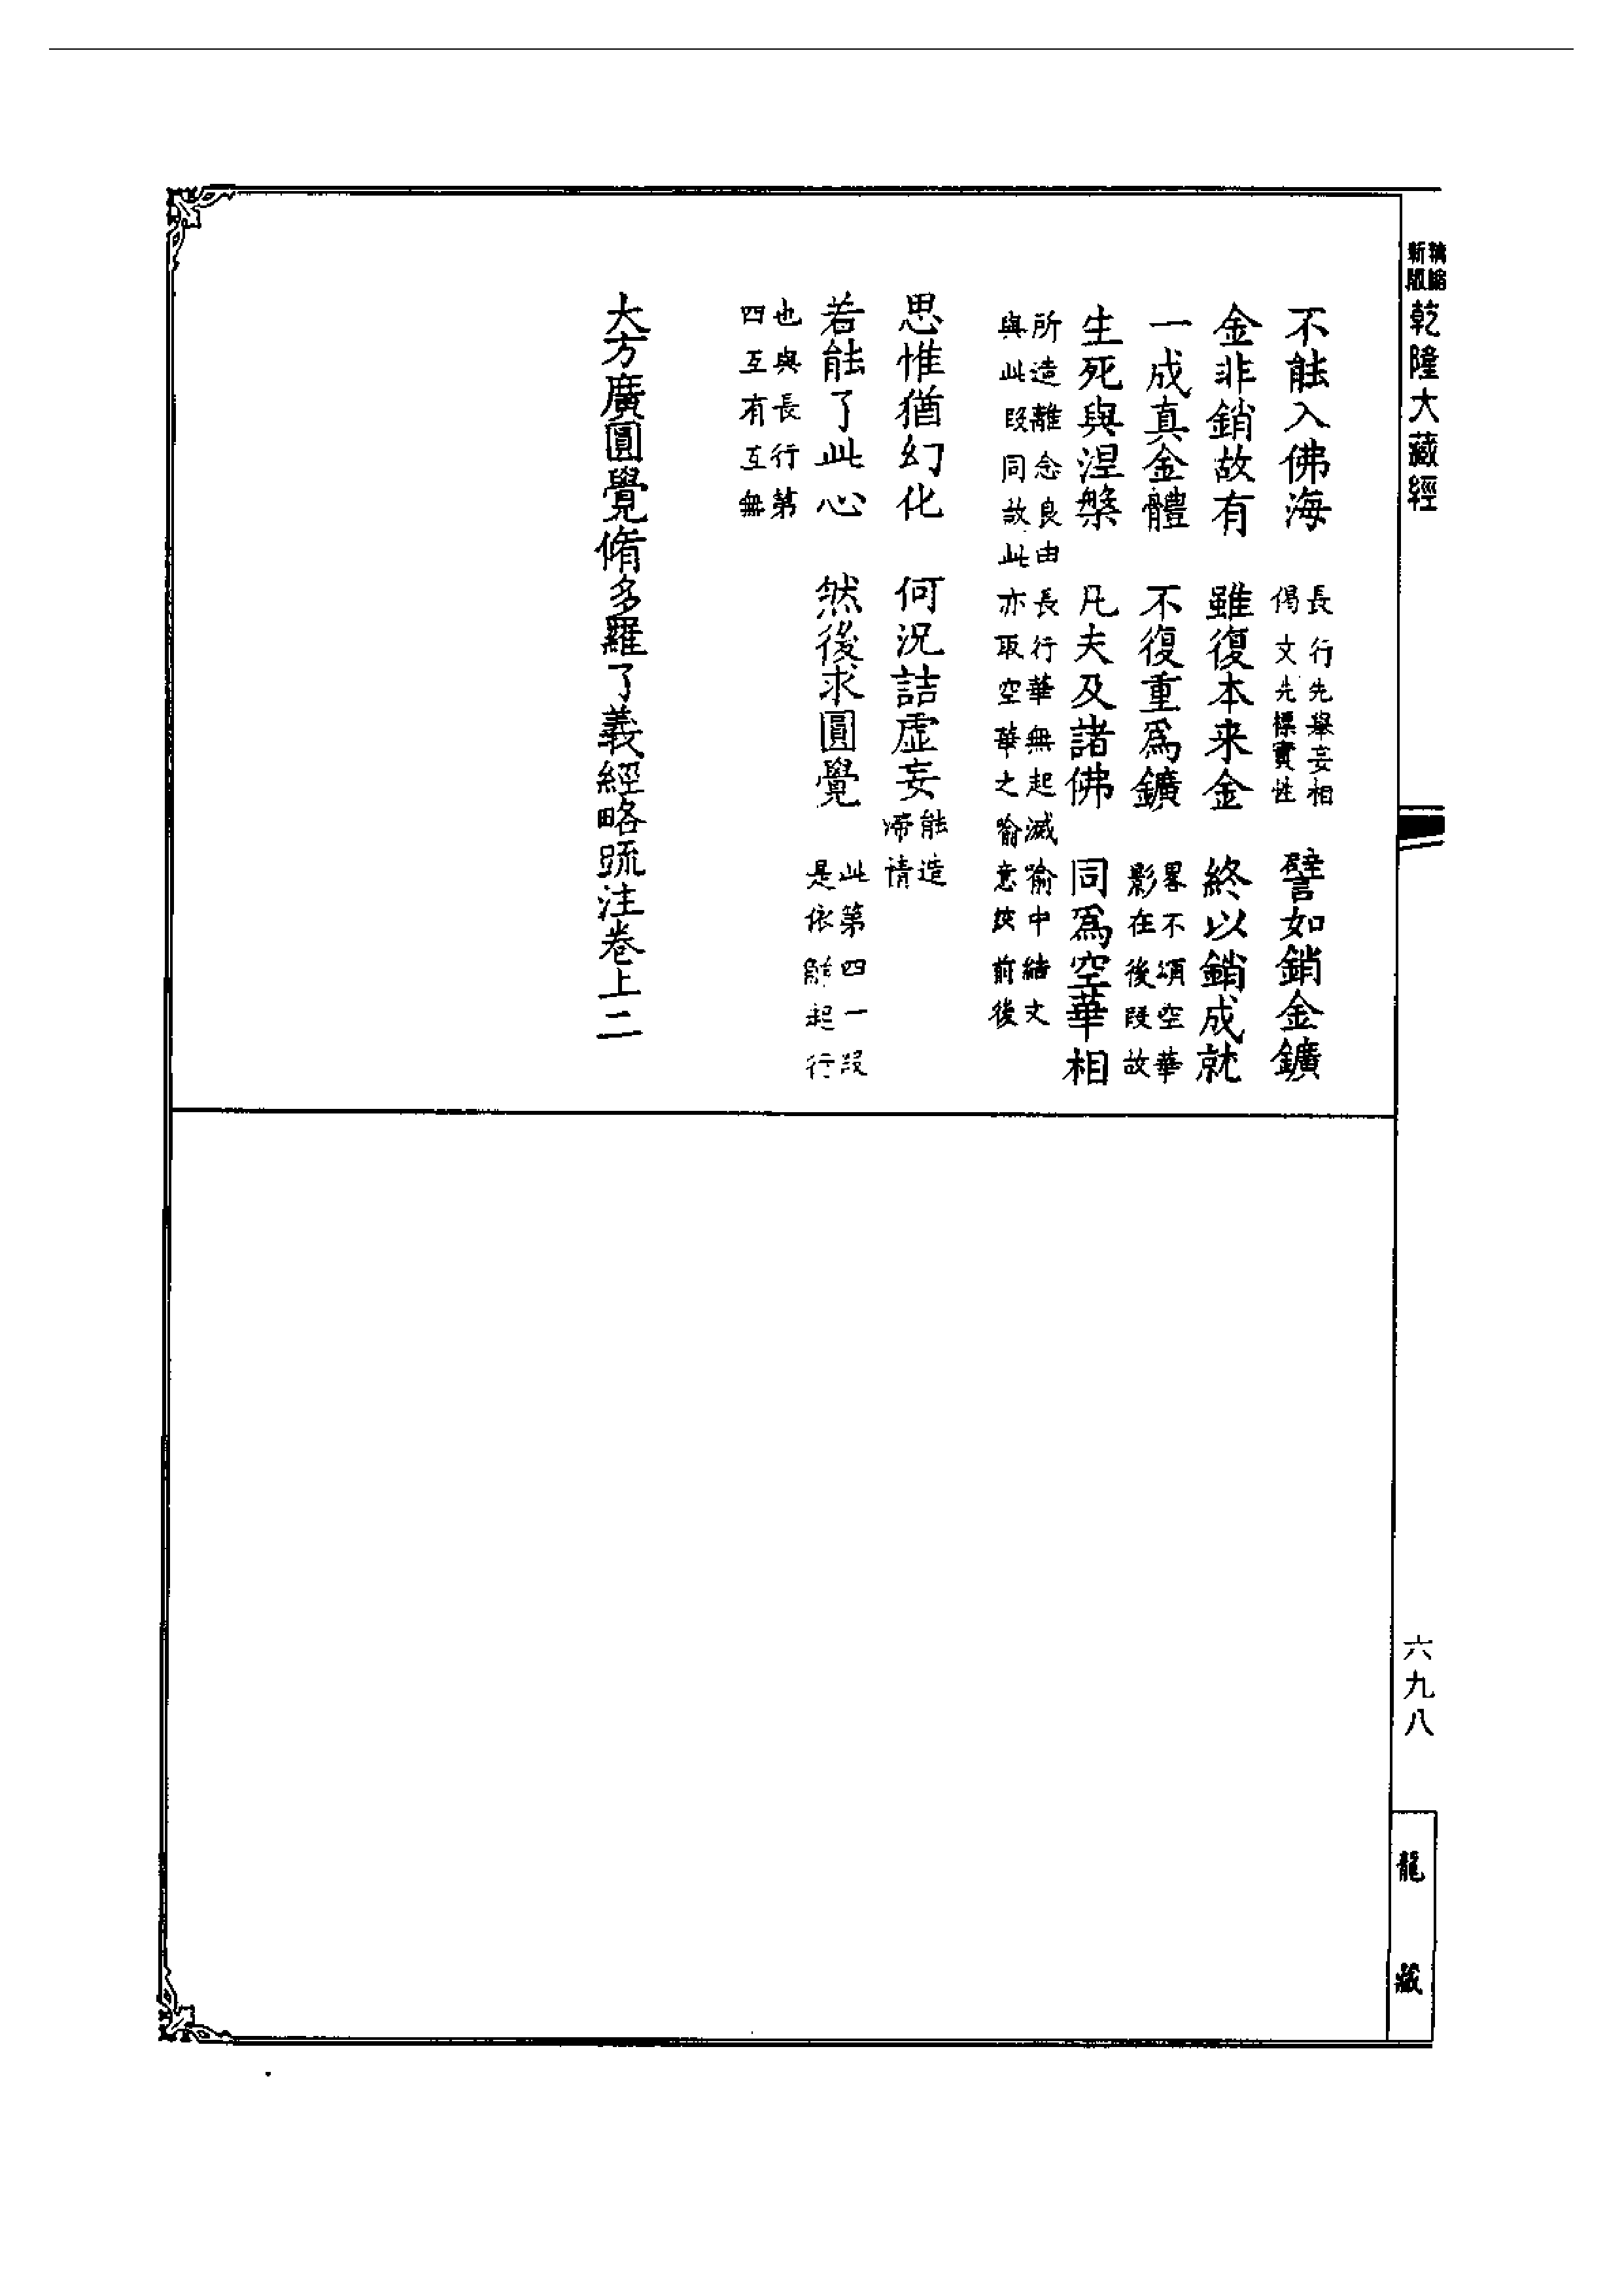 精縮新版乾隆大藏經
不能入佛海　長行先舉妄相偈文先標實性　譬如銷金鑛
金非銷故有　雖復本来金　終以銷成就
一成真金體　不復重爲鑛　畧不頌空華影在後段故
生死與涅槃　凡夫及諸佛　同爲空華相
所造離念良由長行華無起滅喻中結文
與此段同故此亦取空華之喻意挾前後
思惟猶幻化　何況詰虛妄能造情
若能了此心　然後求圓覺　此第四一段是依解起行
也與長行第
四互有互無
大方廣圓覺脩多羅了義經略䟽注卷上二
六九八
龍藏